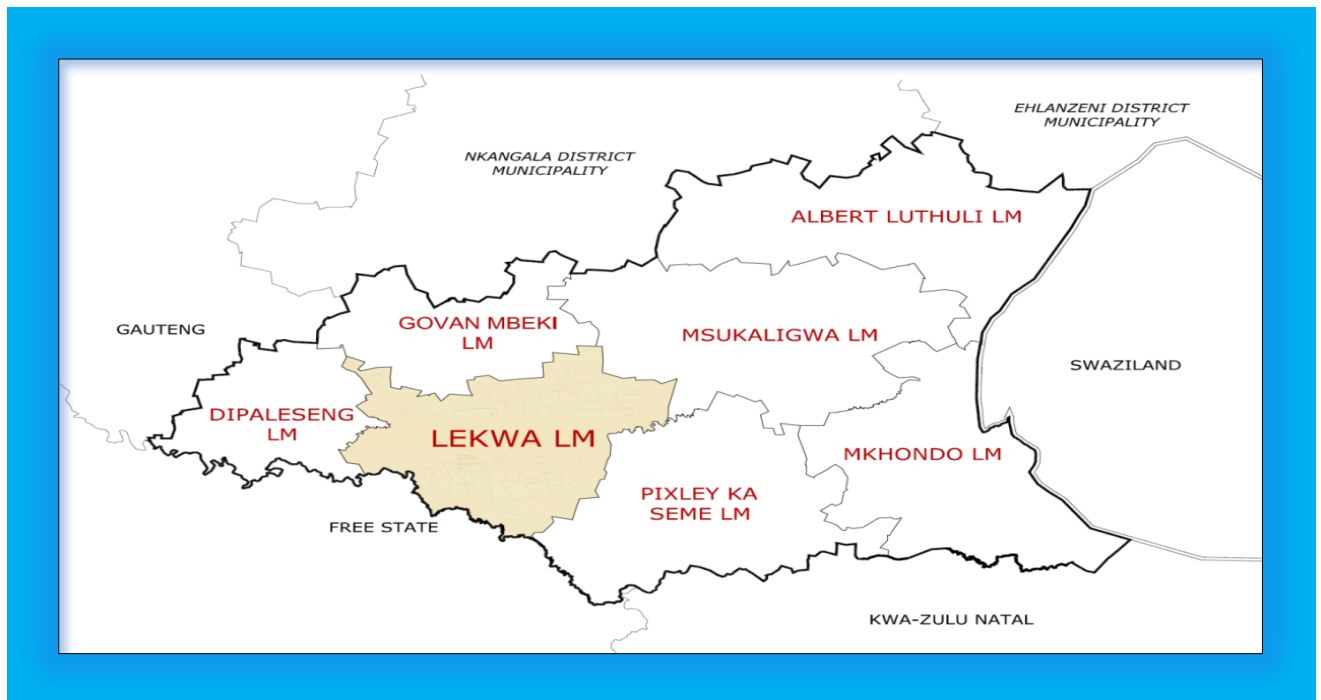 EHLANZENI DISTRICT
MUNICIPALITY
NKANGALA DISTRICT
MUNICIPALITY
ALBERT LUTHULI LM
GAUTENG
GOVAN MBEKI
LM
MSUKALIGWA LM
SWAZILAND
DIPALESENG
LM
LEKWA LM
MKHONDO LM
PIXLEY KA
SEME LM
FREE STATE
KWA-ZULU NATAL